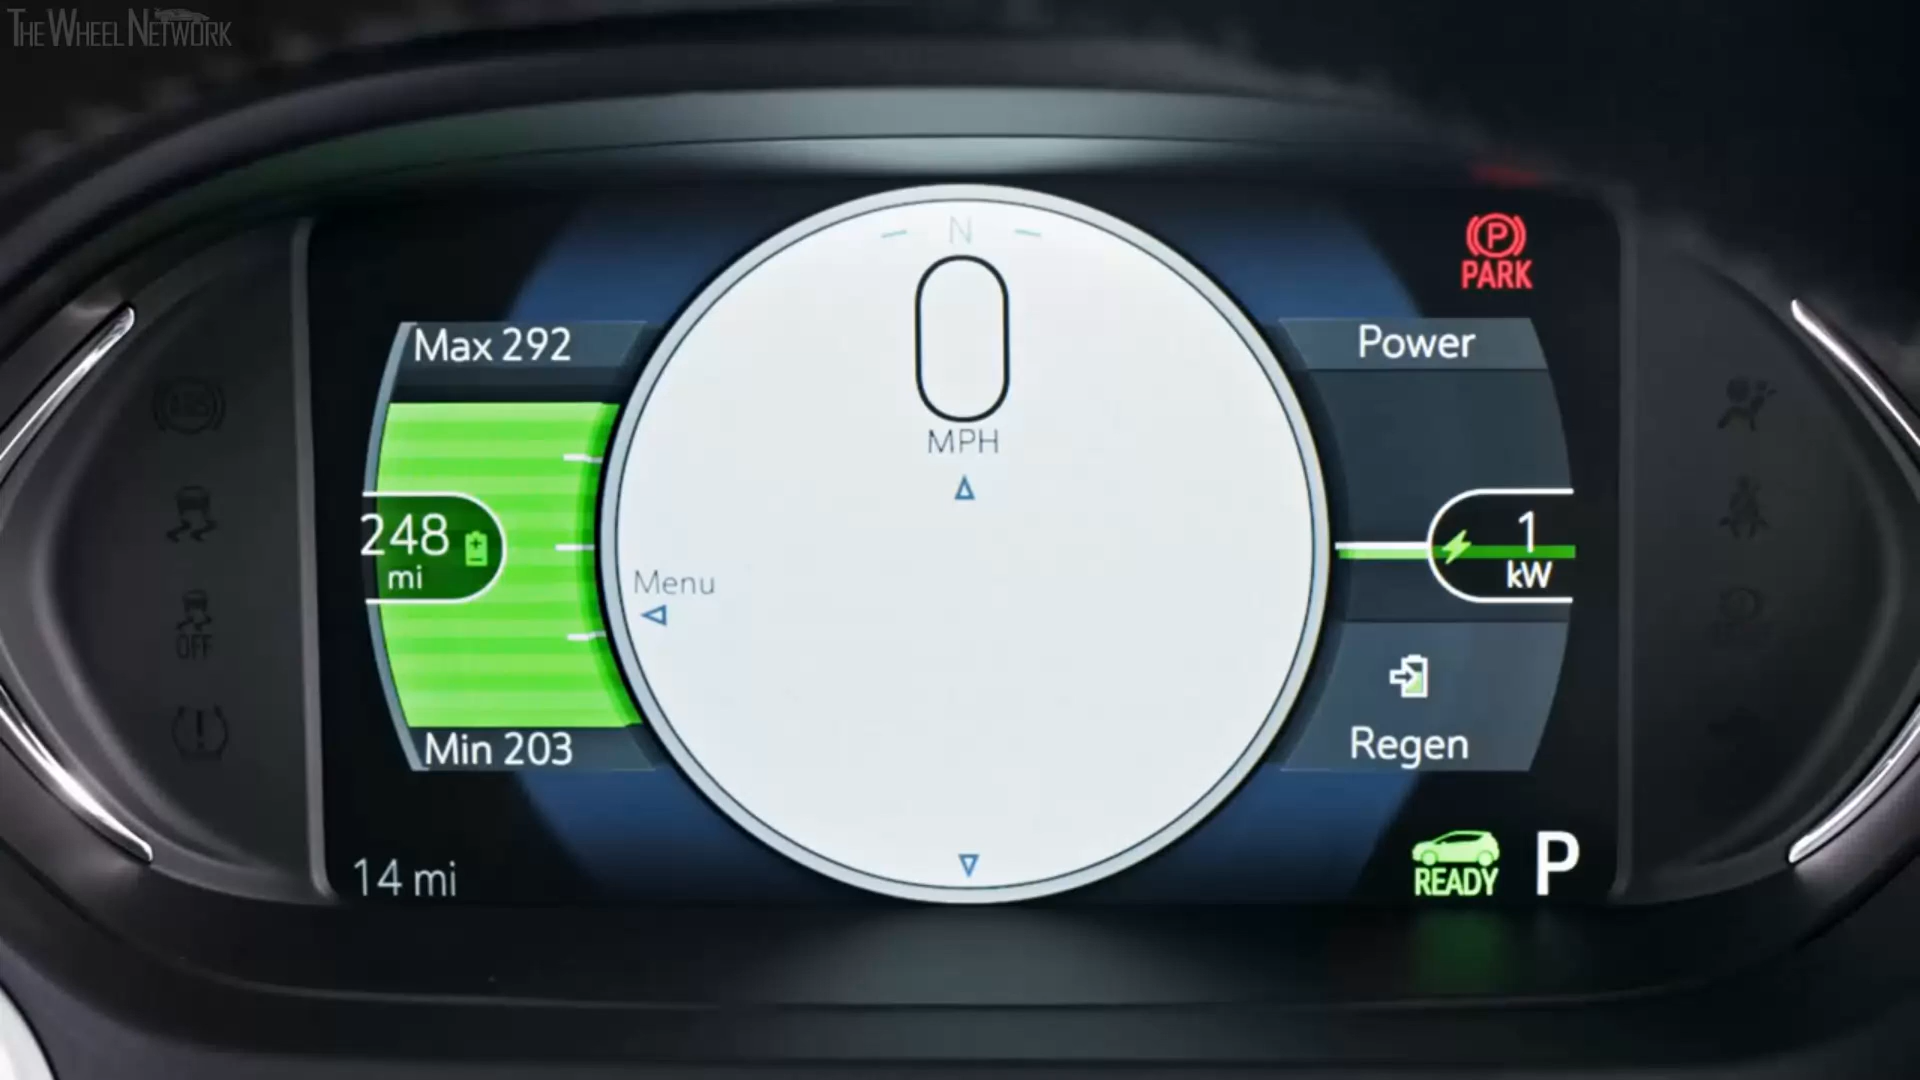 THE WHEEL NETWORK
N
0
MPH
Menu
Max 292
248
mi
Min 203
14 mi
P
PARK
Power
1
kW
Regen
READY
P
OFF